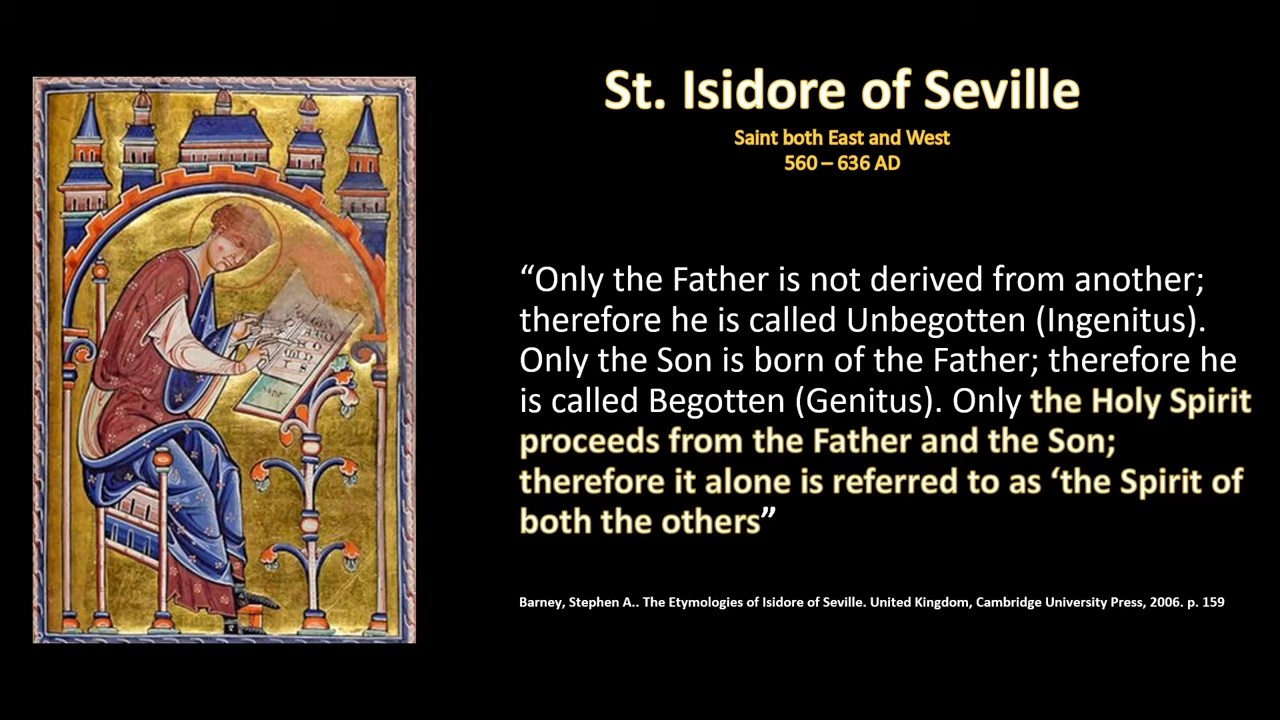 St. Isidore of Seville
Saint both East and West
560 – 636 AD
“Only the Father is not derived from another;
therefore he is called Unbegotten (Ingenitus).
Only the Son is born of the Father; therefore he
is called Begotten (Genitus). Only the Holy Spirit
proceeds from the Father and the Son;
therefore it alone is referred to as ‘the Spirit of
both the others”
Barney, Stephen A.. The Etymologies of Isidore of Seville. United Kingdom, Cambridge University Press, 2006. p. 159